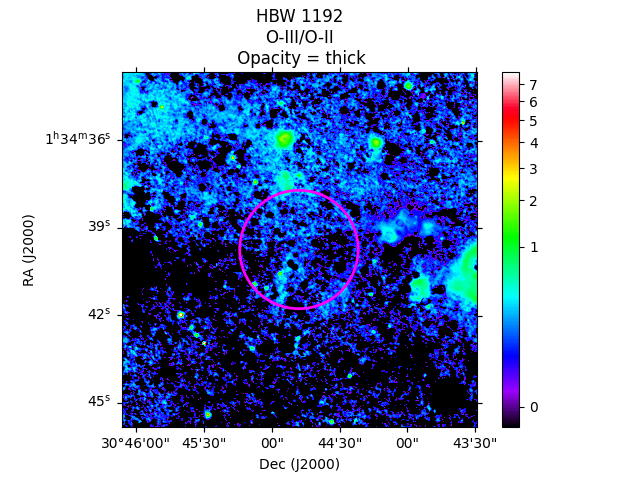 HBW 1192
O-III/O-II
Opacity = thick
1ʰ34ᵐ36ˢ
39ˢ
42ˢ
45ˢ
RA (J2000)
30°46'00" 45'30" 00" 44'30" 00" 43'30"
Dec (J2000)
7
6
5
4
3
2
1
0